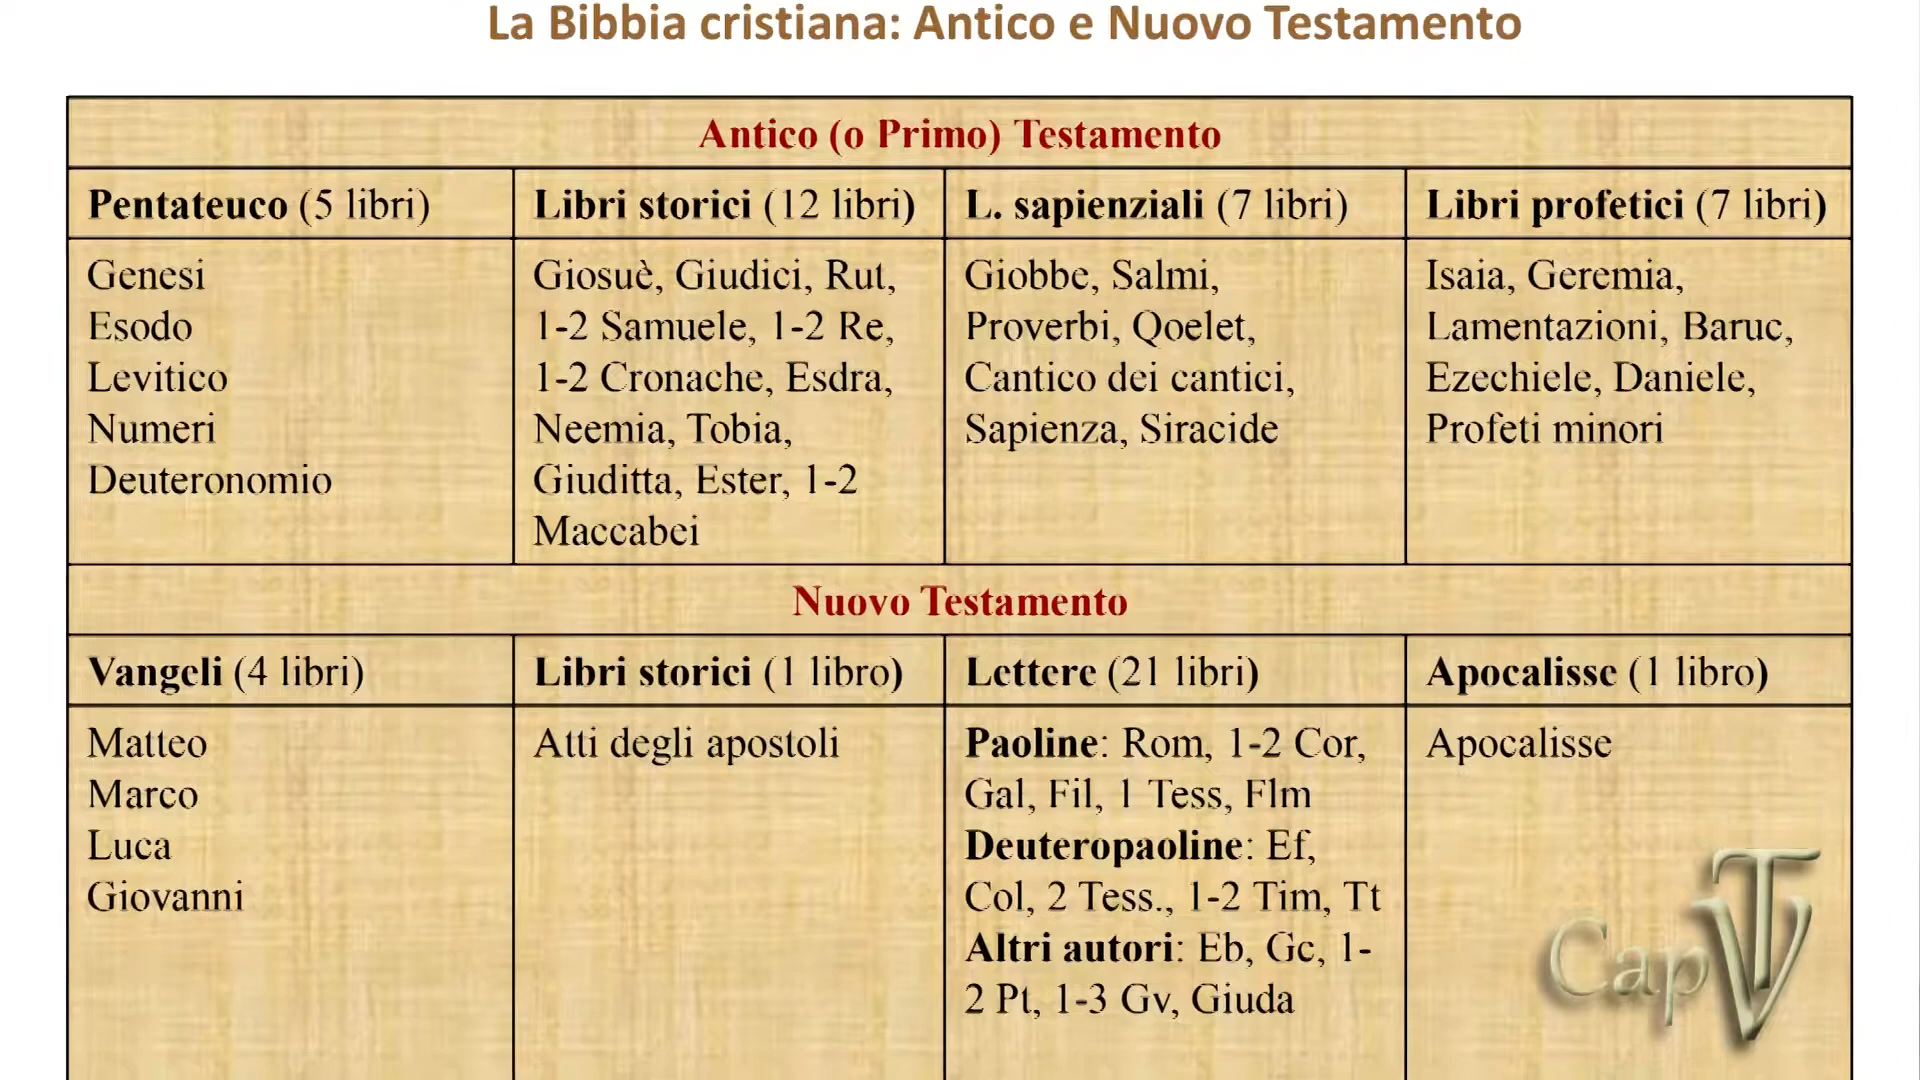 La Bibbia cristiana: Antico e Nuovo Testamento
Antico (o Primo) Testamento
Pentateuco (5 libri)
Libri storici (12 libri)
L. sapienziali (7 libri)
Libri profetici (7 libri)
Genesi
Esodo
Levitico
Numeri
Deuteronomio
Giosuè, Giudici, Rut,
1-2 Samuele, 1-2 Re,
1-2 Cronache, Esdra,
Neemia, Tobia,
Giuditta, Ester, 1-2
Maccabei
Giobbe, Salmi,
Proverbi, Qoelet,
Cantico dei cantici,
Sapienza, Siracide
Isaia, Geremia,
Lamentazioni, Baruc,
Ezechiele, Daniele,
Profeti minori
Nuovo Testamento
Vangeli (4 libri)
Libri storici (1 libro)
Lettere (21 libri)
Apocalisse (1 libro)
Matteo
Marco
Luca
Giovanni
Atti degli apostoli
Paoline: Rom, 1-2 Cor,
Gal, Fil, 1 Tess, Flm
Deuteropaoline: Ef,
Col, 2 Tess., 1-2 Tim, Tt
Altri autori: Eb, Gc, 1-
2 Pt, 1-3 Gv, Giuda
Apocalisse
Cap TV